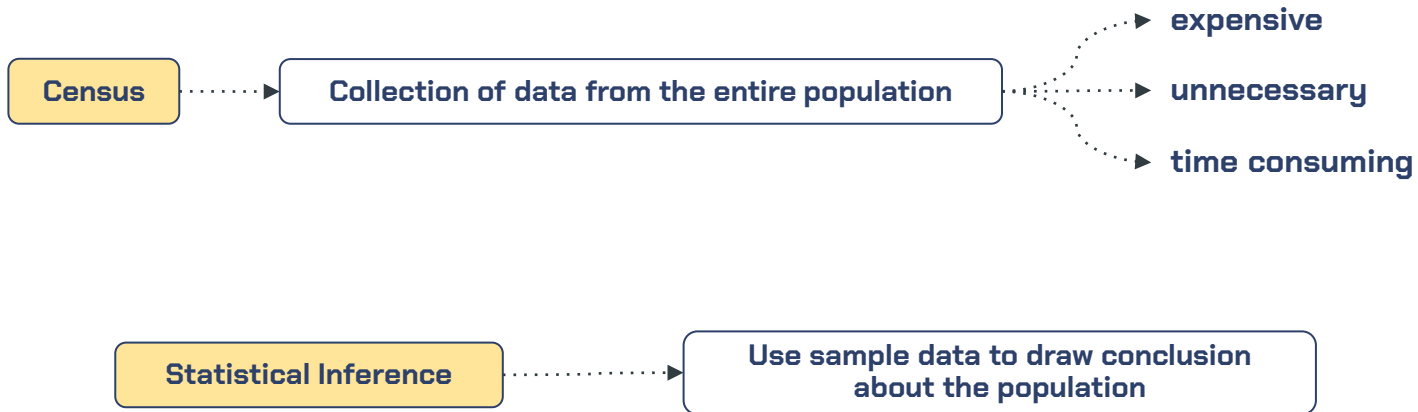 expensive
Census
Collection of data from the entire population
unnecessary
time consuming
Statistical Inference
Use sample data to draw conclusion
about the population